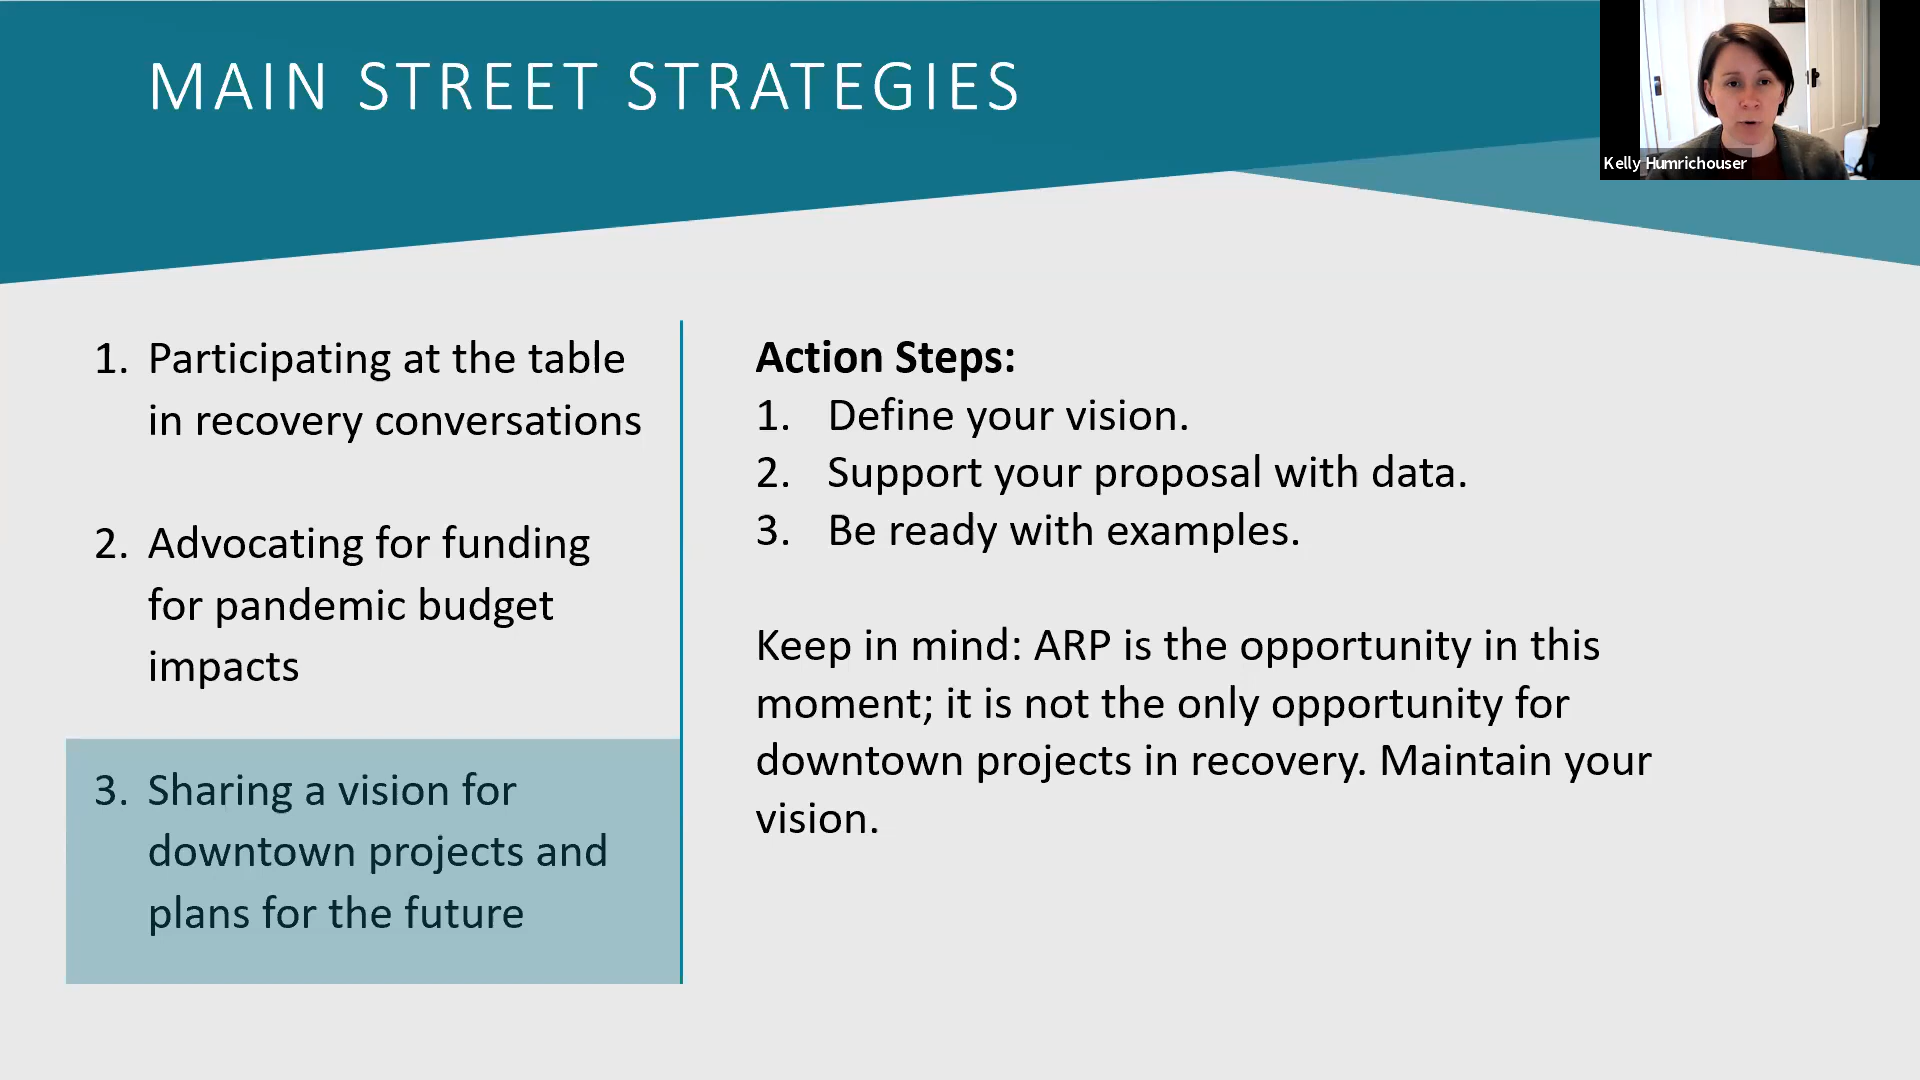 MAIN STREET STRATEGIES
Kelly Humrichouser
1. Participating at the table
in recovery conversations
2. Advocating for funding
for pandemic budget
impacts
3. Sharing a vision for
downtown projects and
plans for the future
Action Steps:
1. Define your vision.
2. Support your proposal with data.
3. Be ready with examples.
Keep in mind: ARP is the opportunity in this
moment; it is not the only opportunity for
downtown projects in recovery. Maintain your
vision.